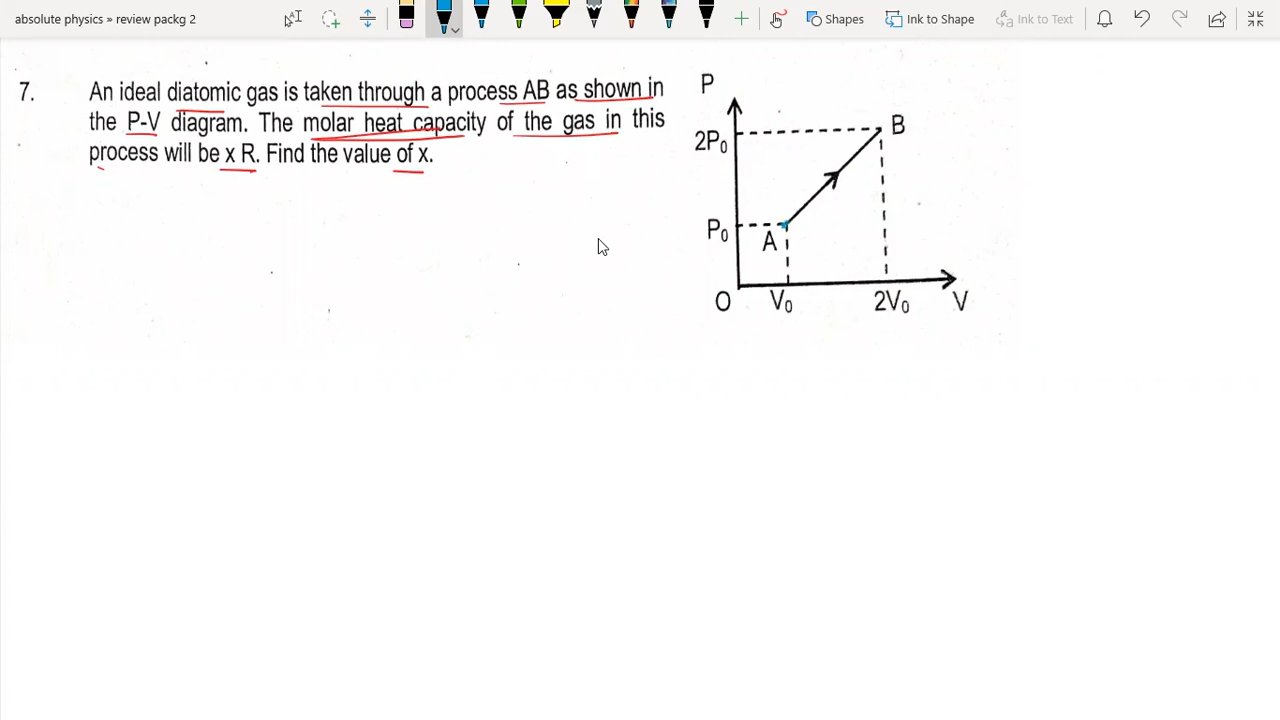 absolute physics » review packg 2
Shapes
Ink to Shape
Ink to Text
7. An ideal diatomic gas is taken through a process AB as shown in
the P-V diagram. The molar heat capacity of the gas in this
process will be x R. Find the value of x.
P
2P₀
B
P₀
A
O
V₀
2V₀
V